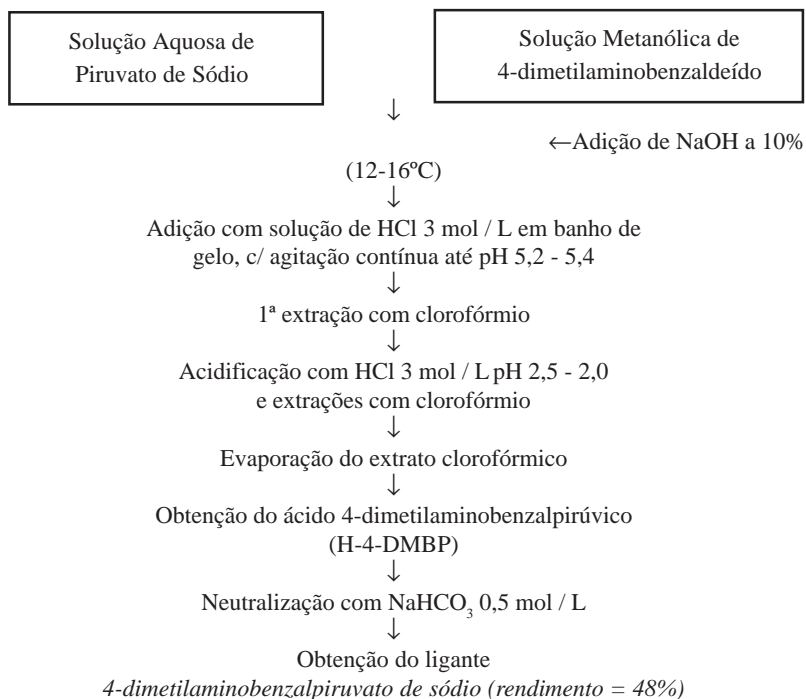 Solução Aquosa de
Piruvato de Sódio
Solução Metanólica de
4-dimetilaminobenzaldeído
↓
←Adição de NaOH a 10%
(12-16ºC)
↓
Adição com solução de HCl 3 mol / L em banho de
gelo, c/ agitação contínua até pH 5,2 - 5,4
↓
1ª extração com clorofórmio
↓
Acidificação com HCl 3 mol / L pH 2,5 - 2,0
e extrações com clorofórmio
↓
Evaporação do extrato clorofórmico
↓
Obtenção do ácido 4-dimetilaminobenzalpirúvico
(H-4-DMBP)
↓
Neutralização com NaHCO₃ 0,5 mol / L
↓
Obtenção do ligante
4-dimetilaminobenzalpiruvato de sódio (rendimento = 48%)